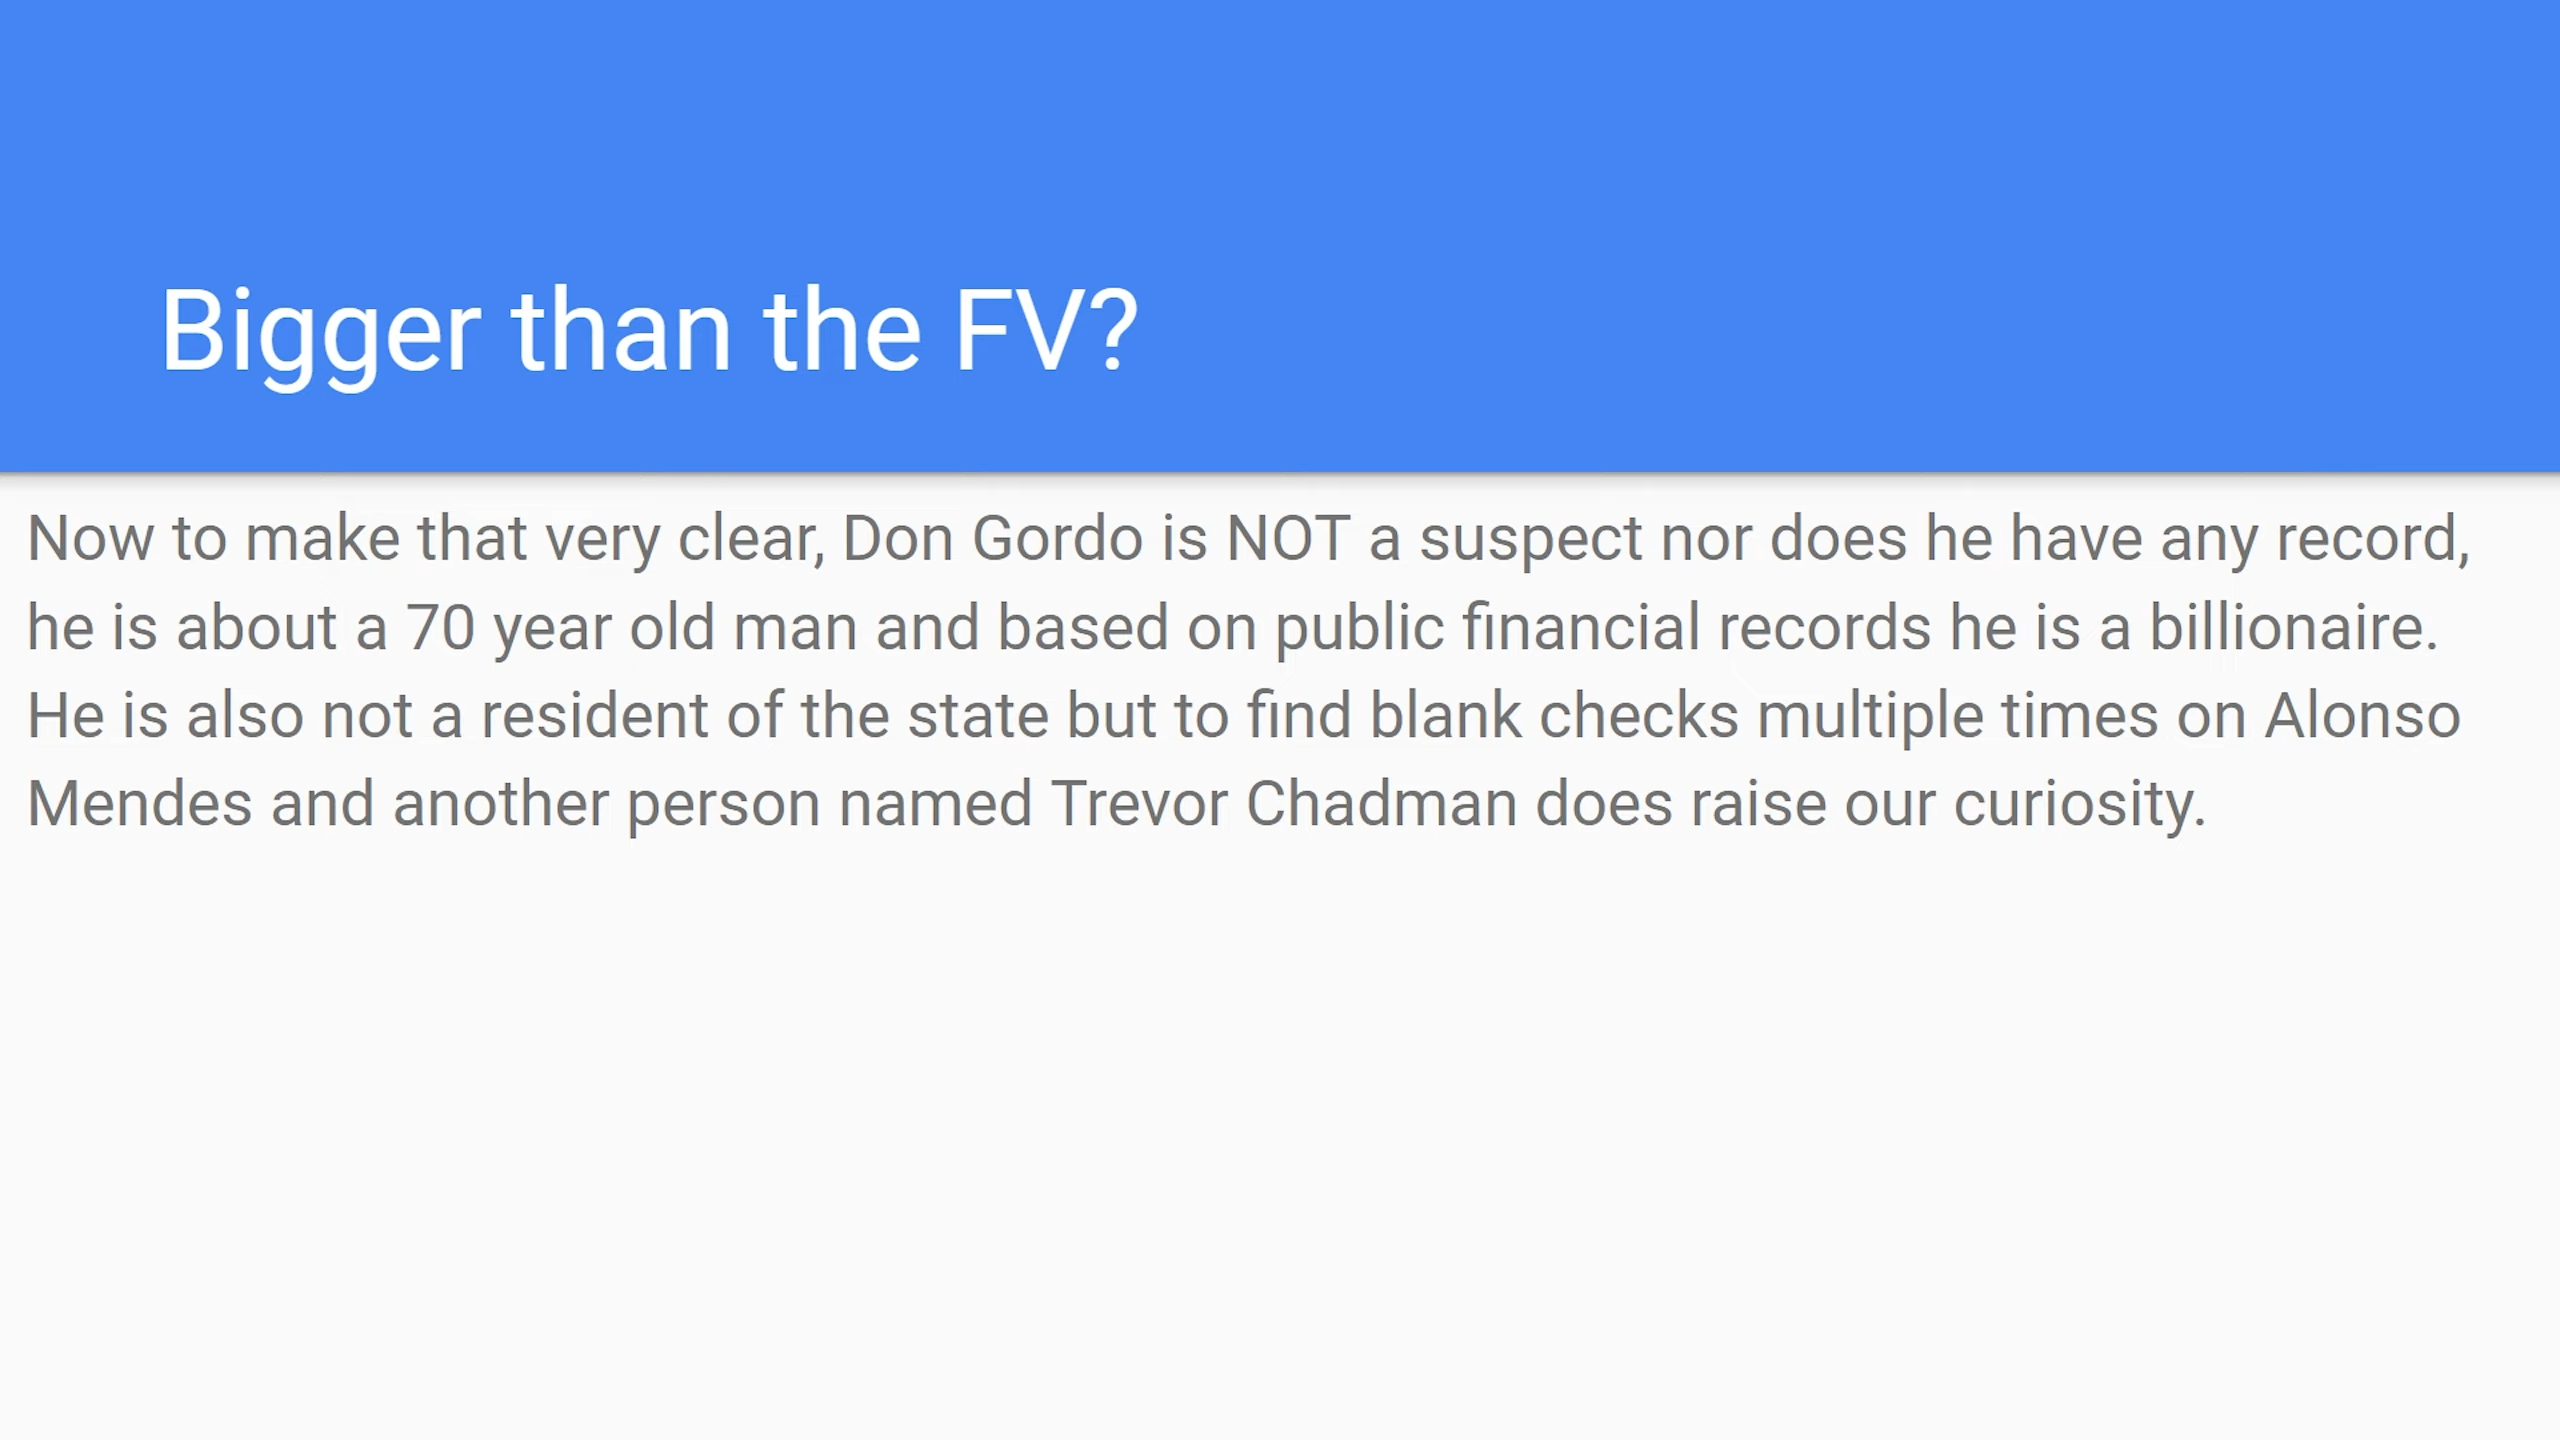 Bigger than the FV?
Now to make that very clear, Don Gordo is NOT a suspect nor does he have any record,
he is about a 70 year old man and based on public financial records he is a billionaire.
He is also not a resident of the state but to find blank checks multiple times on Alonso
Mendes and another person named Trevor Chadman does raise our curiosity.